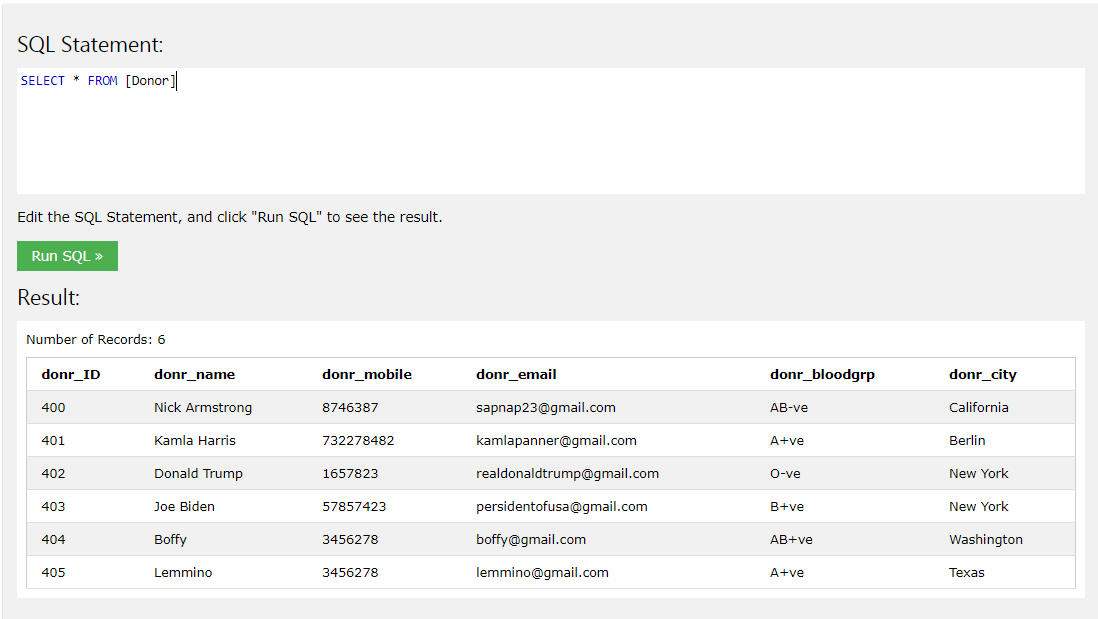 SQL Statement:
SELECT * FROM [Donor]
Edit the SQL Statement, and click "Run SQL" to see the result.
Run SQL »
Result:
Number of Records: 6
donr_ID donr_name donr_mobile donr_email donr_bloodgrp donr_city
400 Nick Armstrong 8746387 sapnap23@gmail.com AB-ve California
401 Kamla Harris 732278482 kamlapanner@gmail.com A+ve Berlin
402 Donald Trump 1657823 realdonaldtrump@gmail.com O-ve New York
403 Joe Biden 57857423 persidentofusa@gmail.com B+ve New York
404 Boffy 3456278 boffy@gmail.com AB+ve Washington
405 Lemmino 3456278 lemmino@gmail.com A+ve Texas